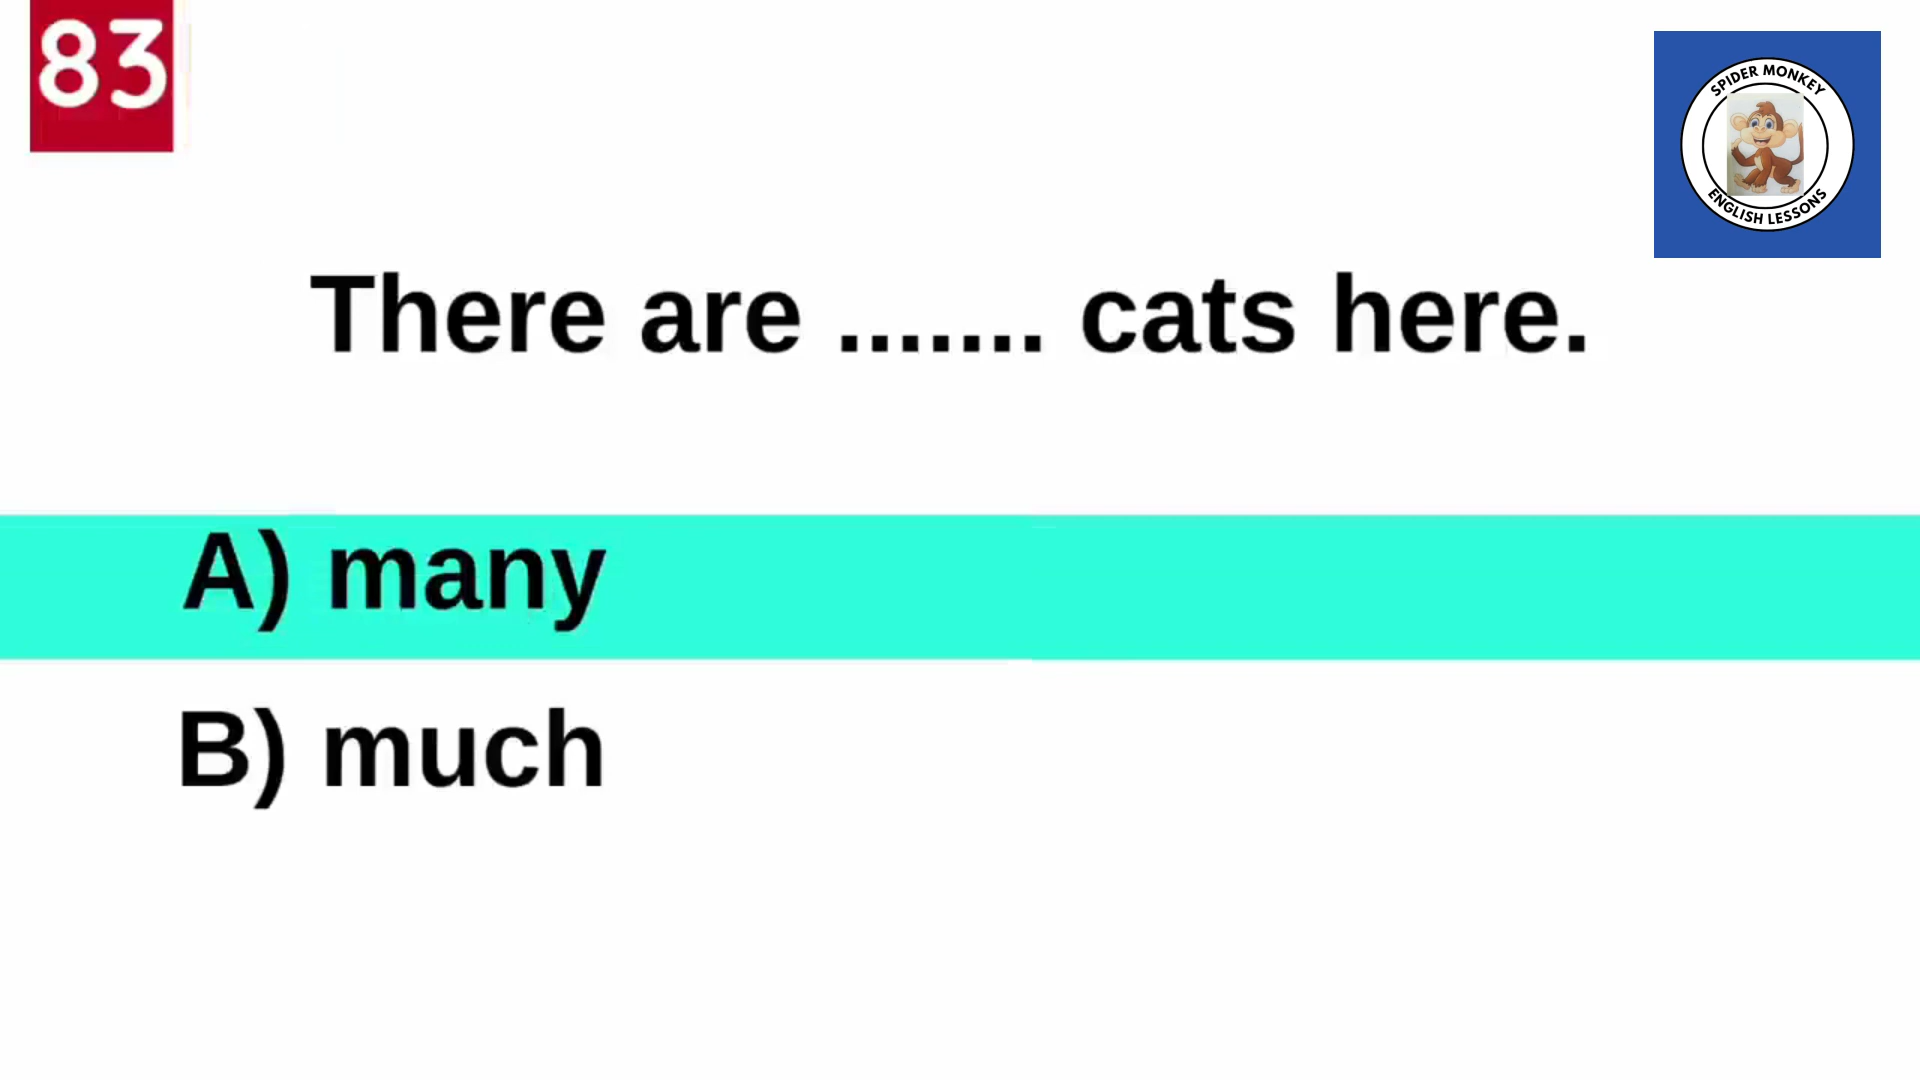 83
SPIDER MONKEY
ENGLISH LESSONS
There are ....... cats here.
A) many
B) much